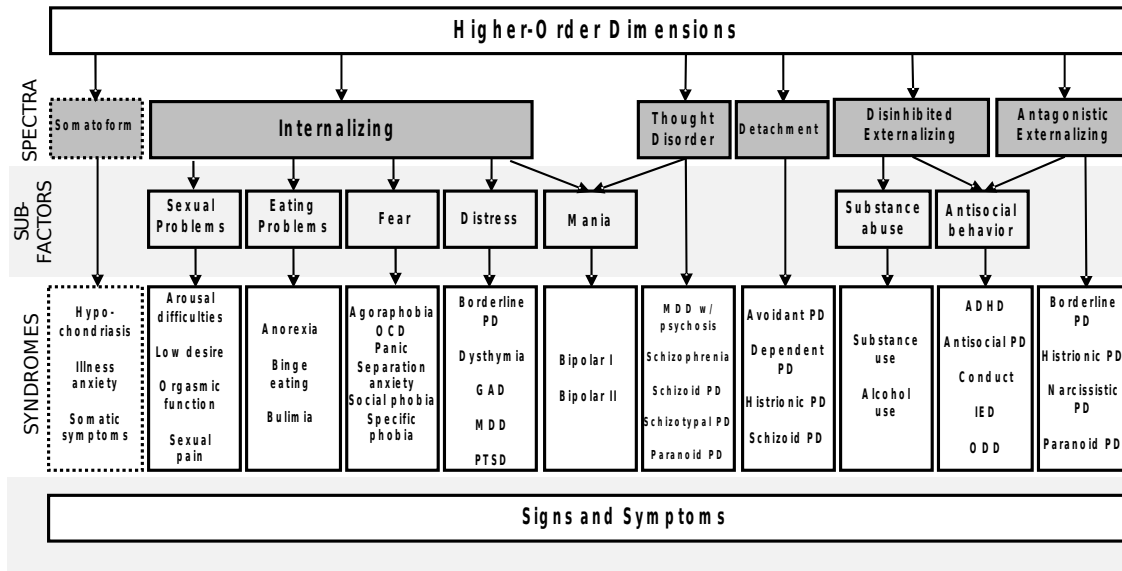 Higher-Order Dimensions
SPECTRA
Somatoform
Internalizing
Thought
Disorder
Detachment
Disinhibited
Externalizing
Antagonistic
Externalizing
SUB-
FACTORS
Sexual
Problems
Eating
Problems
Fear
Distress
Mania
Substance
abuse
Antisocial
behavior
SYNDROMES
Hypo-
chondriasis
Illness
anxiety
Somatic
symptoms
Arousal
difficulties
Low desire
Orgasmic
function
Sexual
pain
Anorexia
Binge
eating
Bulimia
Agoraphobia
OCD
Panic
Separation
anxiety
Social phobia
Specific
phobia
Borderline
PD
Dysthymia
GAD
MDD
PTSD
Bipolar I
Bipolar II
MDD w/
psychosis
Schizophrenia
Schizoid PD
Schizotypal PD
Paranoid PD
Avoidant PD
Dependent
PD
Histrionic PD
Schizoid PD
Substance
use
Alcohol
use
ADHD
Antisocial PD
Conduct
IED
ODD
Borderline
PD
Histrionic PD
Narcissistic
PD
Paranoid PD
Signs and Symptoms